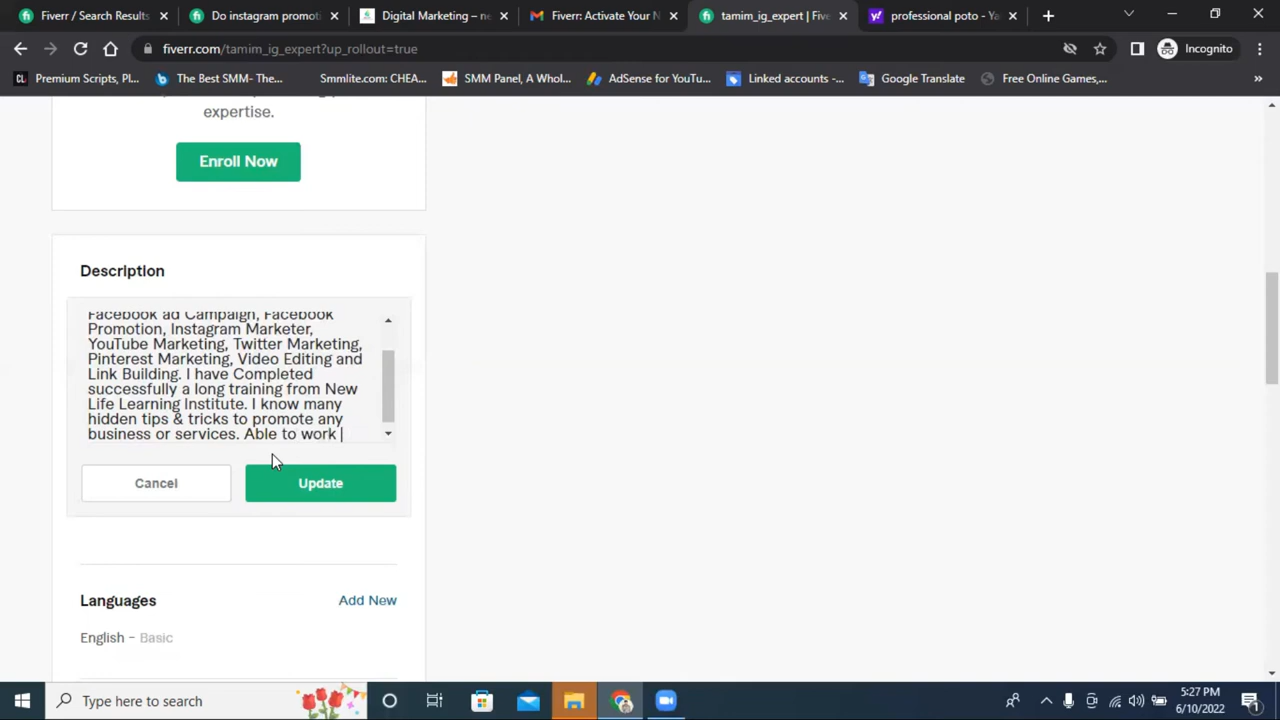 Fiverr / Search Results
Do instagram promoti
Digital Marketing – ne
Fiverr: Activate Your N
tamim_ig_expert | Five
professional poto - Ya
fiverr.com/tamim_ig_expert?up_rollout=true
Incognito
Premium Scripts, Pl...
The Best SMM- The...
Smmlite.com: CHEA...
SMM Panel, A Whol...
AdSense for YouTu...
Linked accounts -...
Google Translate
Free Online Games,...
expertise.
Enroll Now
Description
Facebook ad Campaign, Facebook
Promotion, Instagram Marketer,
YouTube Marketing, Twitter Marketing,
Pinterest Marketing, Video Editing and
Link Building. I have Completed
successfully a long training from New
Life Learning Institute. I know many
hidden tips & tricks to promote any
business or services. Able to work
Cancel
Update
Languages
Add New
English – Basic
Type here to search
5:27 PM
6/10/2022